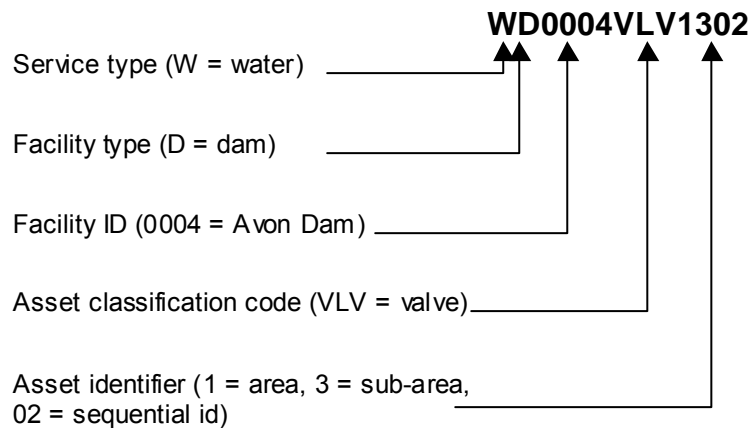 WD0004VLV1302
Service type (W = water)
Facility type (D = dam)
Facility ID (0004 = Avon Dam)
Asset classification code (VLV = valve)
Asset identifier (1 = area, 3 = sub-area,
02 = sequential id)